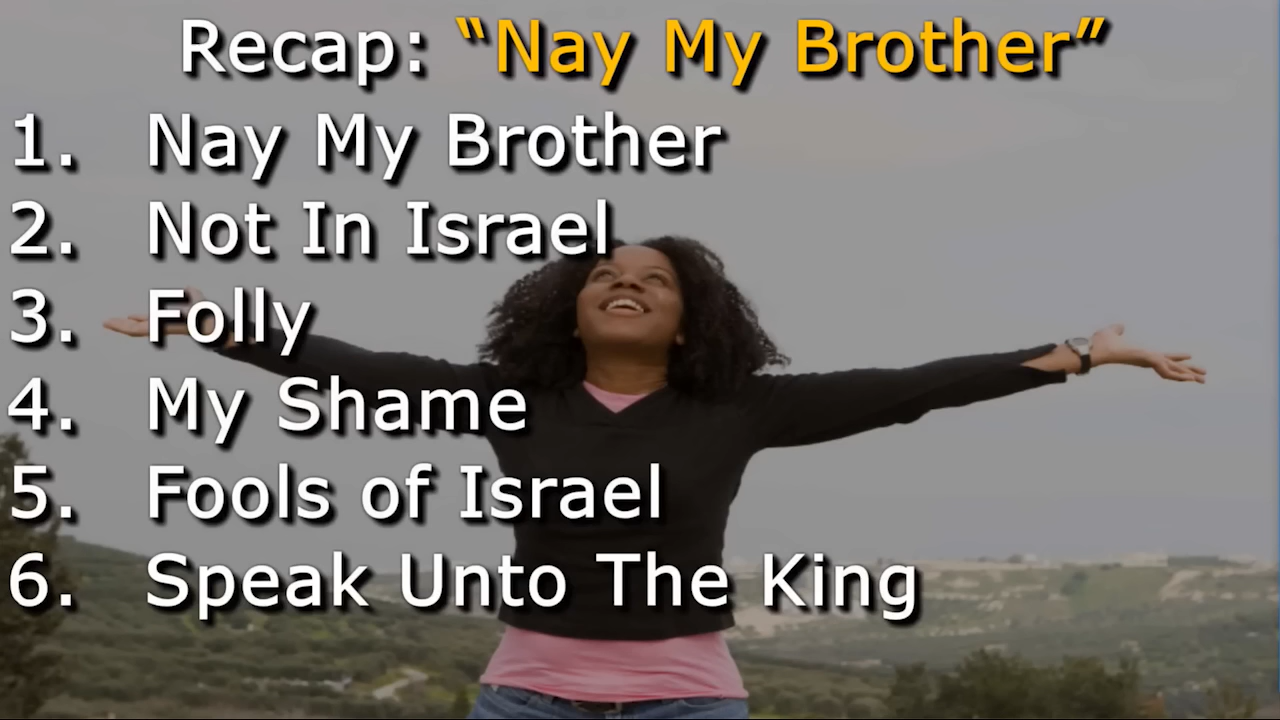 Recap: “Nay My Brother”
1. Nay My Brother
2. Not In Israel
3. Folly
4. My Shame
5. Fools of Israel
6. Speak Unto The King